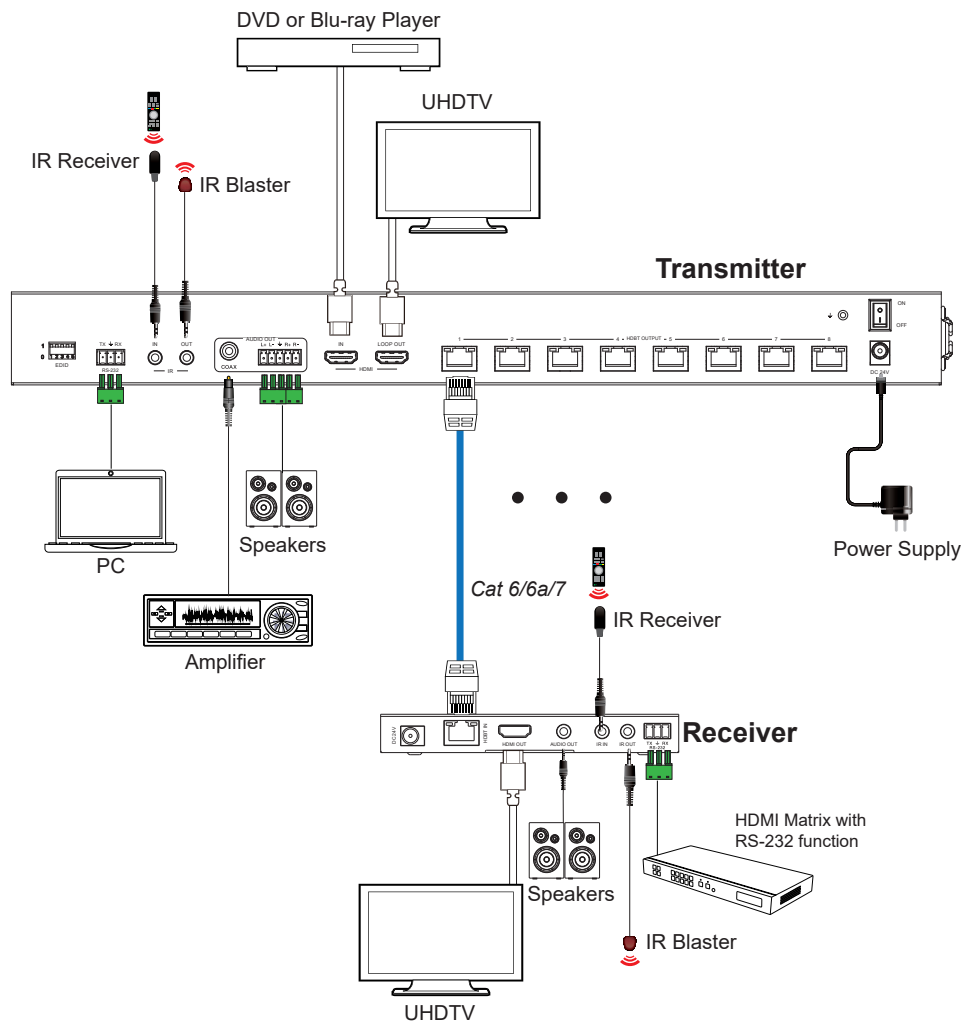 DVD or Blu-ray Player
UHDTV
IR Receiver
IR Blaster
Transmitter
1
0
EDID
TX RX
RS-232
IN OUT
IR
AUDIO OUT
COAX
L+ L- R+ R-
IN LOOP OUT
HDMI
1 2 3 4 HDBT OUTPUT 5 6 7 8
ON
OFF
DC 24V
PC
Speakers
Amplifier
Power Supply
Cat 6/6a/7
IR Receiver
Receiver
DC24V
HDBT IN
HDMI OUT
AUDIO OUT
IR IN
IR OUT
TX RX
RS-232
HDMI Matrix with
RS-232 function
Speakers
IR Blaster
UHDTV